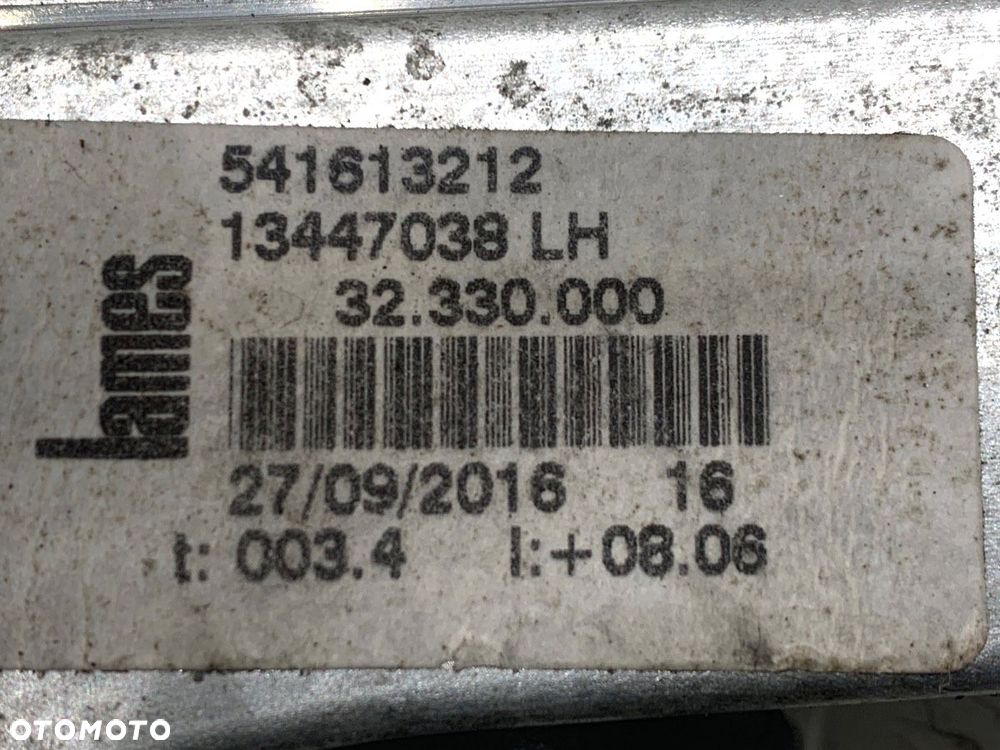 541613212
13447038 LH
32.330.000
Lames
27/09/2016 16
t: 003.4 I:+08.06
OTOMOTO